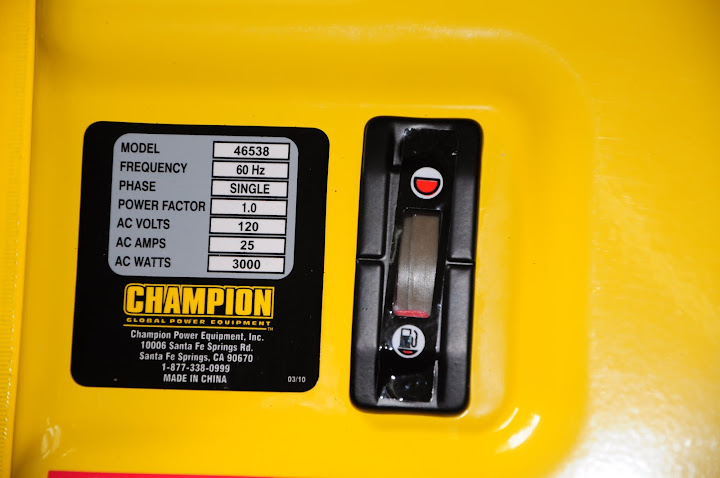 MODEL 46538
FREQUENCY 60 Hz
PHASE SINGLE
POWER FACTOR 1.0
AC VOLTS 120
AC AMPS 25
AC WATTS 3000
CHAMPION
GLOBAL POWER EQUIPMENT™
Champion Power Equipment, Inc.
10006 Santa Fe Springs Rd.
Santa Fe Springs, CA 90670
1-877-338-0999
MADE IN CHINA 03/10